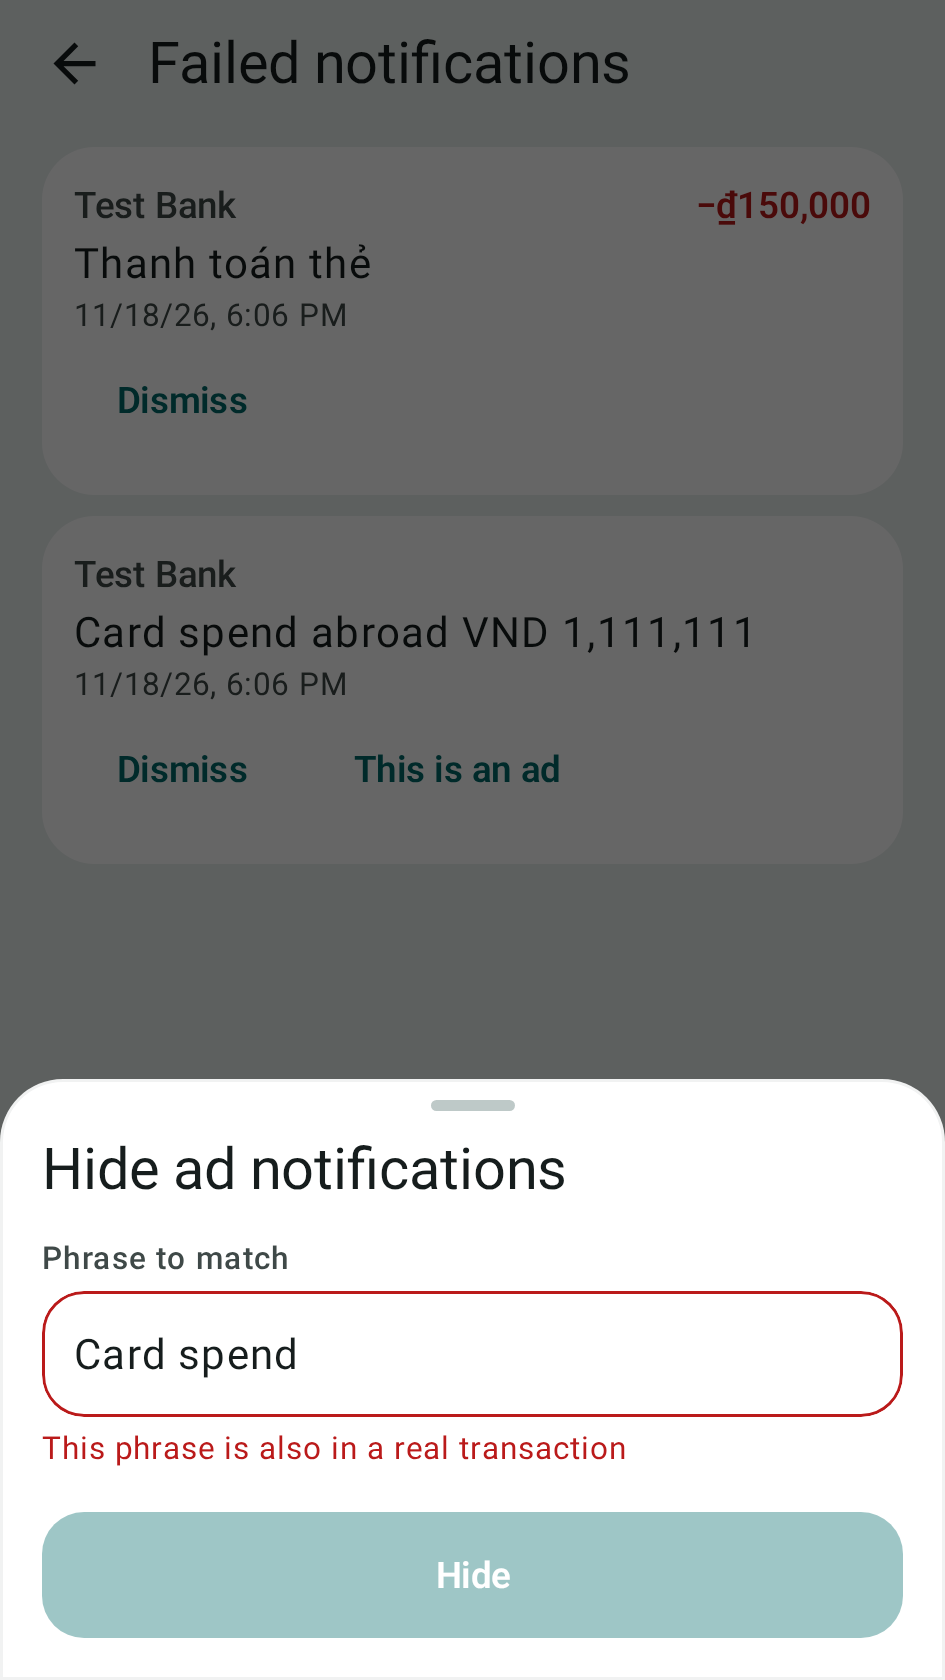 Failed notifications
Test Bank
−₫150,000
Thanh toán thẻ
11/18/26, 6:06 PM
Dismiss
Test Bank
Card spend abroad VND 1,111,111
11/18/26, 6:06 PM
Dismiss
This is an ad
Hide ad notifications
Phrase to match
Card spend
This phrase is also in a real transaction
Hide